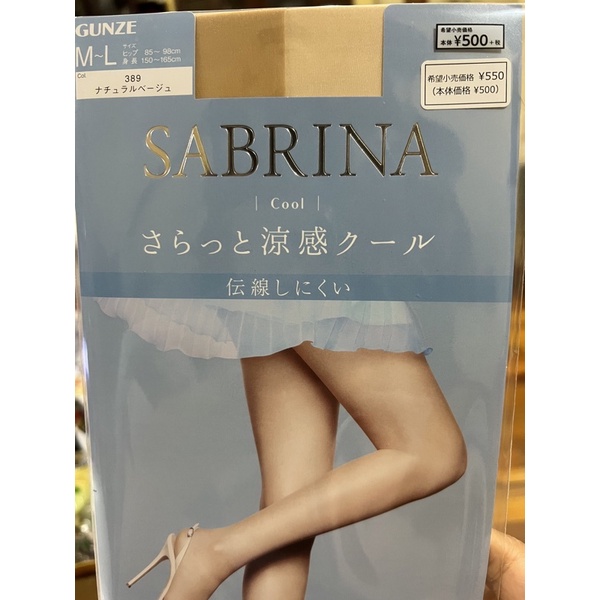 GUNZE
M~L サイズ
ヒップ 85~98cm
身長 150~165cm
Col
389
ナチュラルベージュ
希望小売価格
本体 ¥500+税
希望小売価格 ¥550
(本体価格 ¥500)
SABRINA
| Cool |
さらっと涼感クール
伝線しにくい